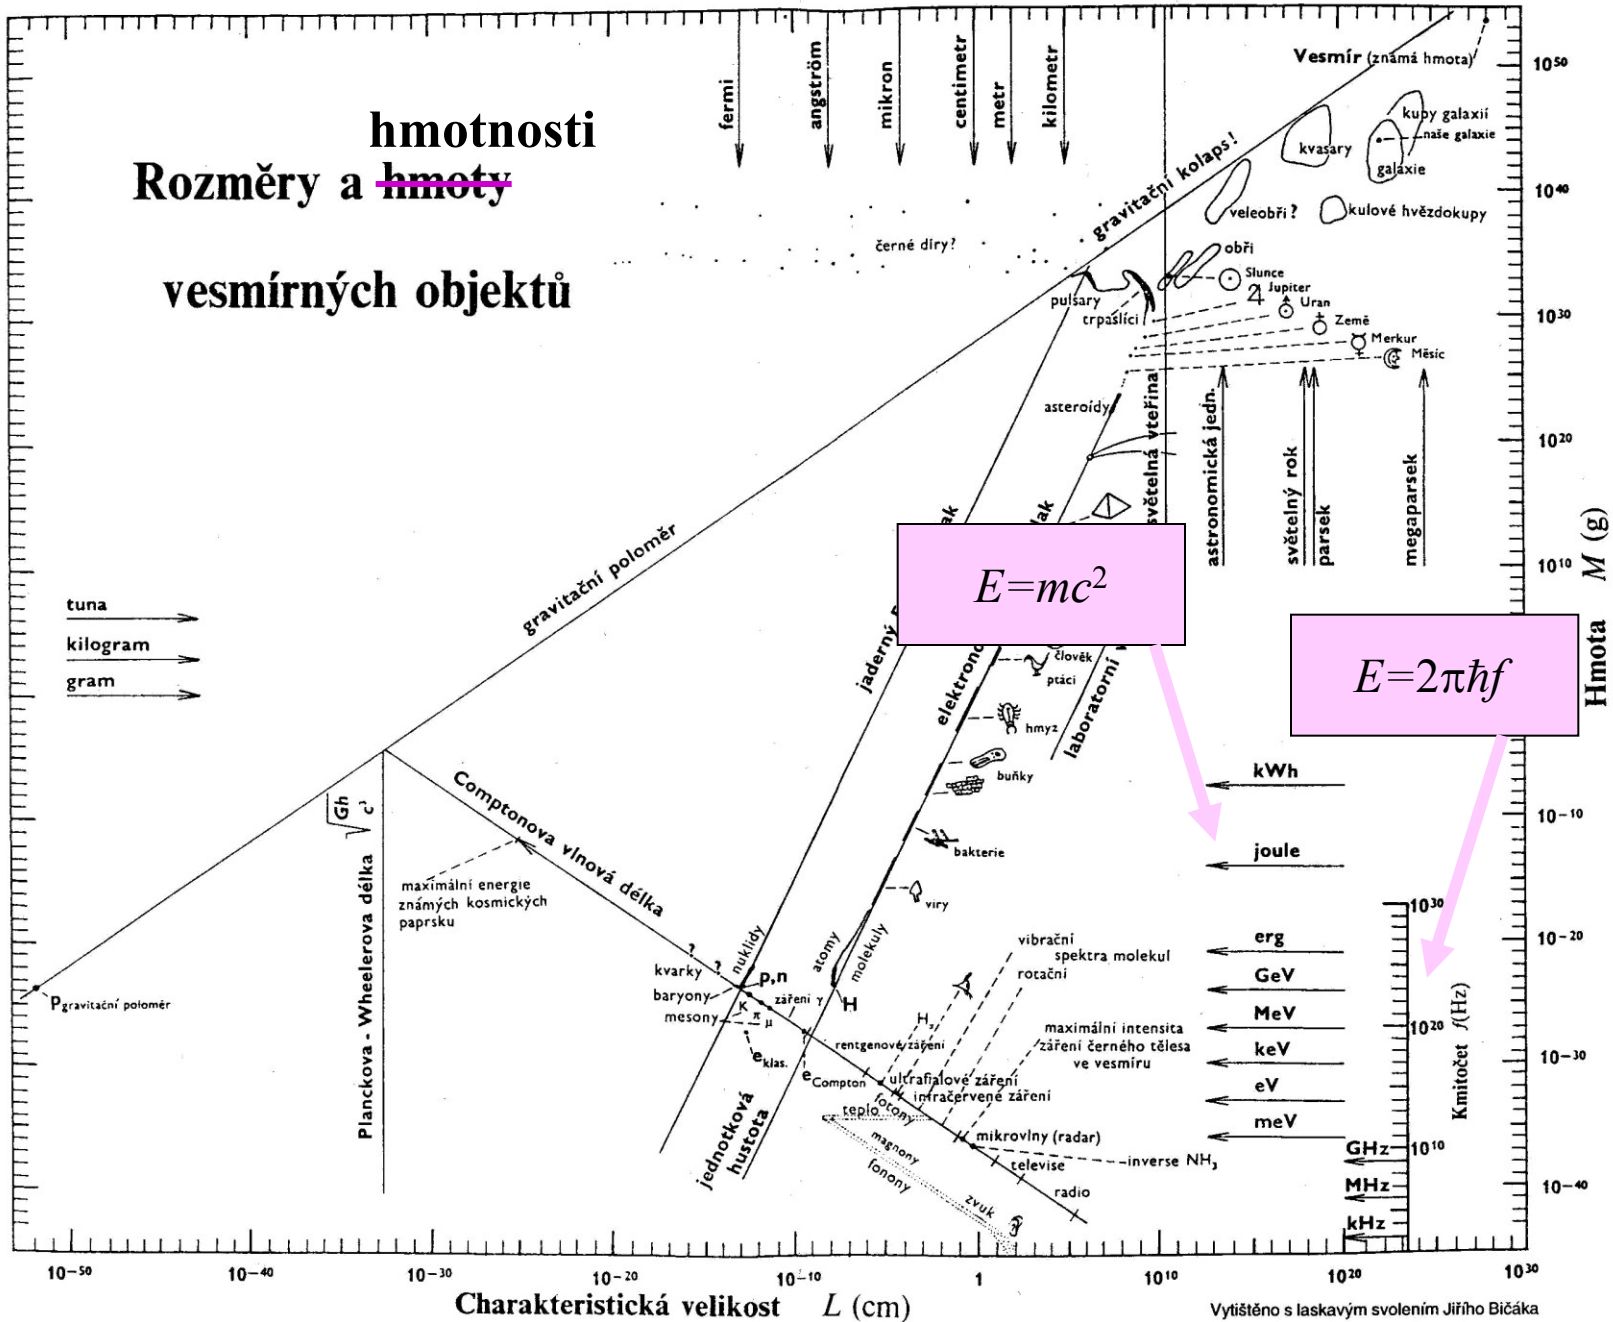 hmotnosti
Rozměry a hmoty
vesmírných objektů
fermi
angström
mikron
centimetr
metr
kilometr
Vesmír (známá hmota)
kupy galaxií
naše galaxie
kvasary
galaxie
gravitační kolaps!
veleobři ?
kulové hvězdokupy
černé díry?
obři
Slunce
Jupiter
Uran
Země
Merkur
Měsíc
pulsary
trpaslíci
asteroídy
světelná vteřina
astronomická jedn.
světelný rok
parsek
megaparsek
gravitační poloměr
tuna
kilogram
gram
E=mc²
E=2πħf
jaderný
elektrono
laboratorní
člověk
ptáci
hmyz
buňky
bakterie
viry
kWh
joule
erg
GeV
MeV
keV
eV
meV
GHz
MHz
kHz
10³⁰
10²⁰
10¹⁰
Kmitočet f(Hz)
Gh
c³
Planckova - Wheelerova délka
Comptonova vlnová délka
maximální energie
známých kosmických
paprsku
P gravitační poloměr
?
?
kvarky
baryony
mesony
nuklidy
p,n
K
π
μ
záření γ
e klas.
e Compton
atomy
molekuly
H
H₂
rentgenové záření
vibrační
spektra molekul
rotační
maximální intensita
záření černého tělesa
ve vesmíru
ultrafialové záření
infračervené záření
fotony
teplo
magnony
fonony
zvuk
mikrovlny (radar)
inverse NH₃
televise
radio
jednotková
hustota
10⁵⁰
10⁴⁰
10³⁰
10²⁰
10¹⁰
10⁻¹⁰
10⁻²⁰
10⁻³⁰
10⁻⁴⁰
Hmota M (g)
10⁻⁵⁰
10⁻⁴⁰
10⁻³⁰
10⁻²⁰
10⁻¹⁰
1
10¹⁰
10²⁰
10³⁰
Charakteristická velikost L (cm)
Vytištěno s laskavým svolením Jiřího Bičáka